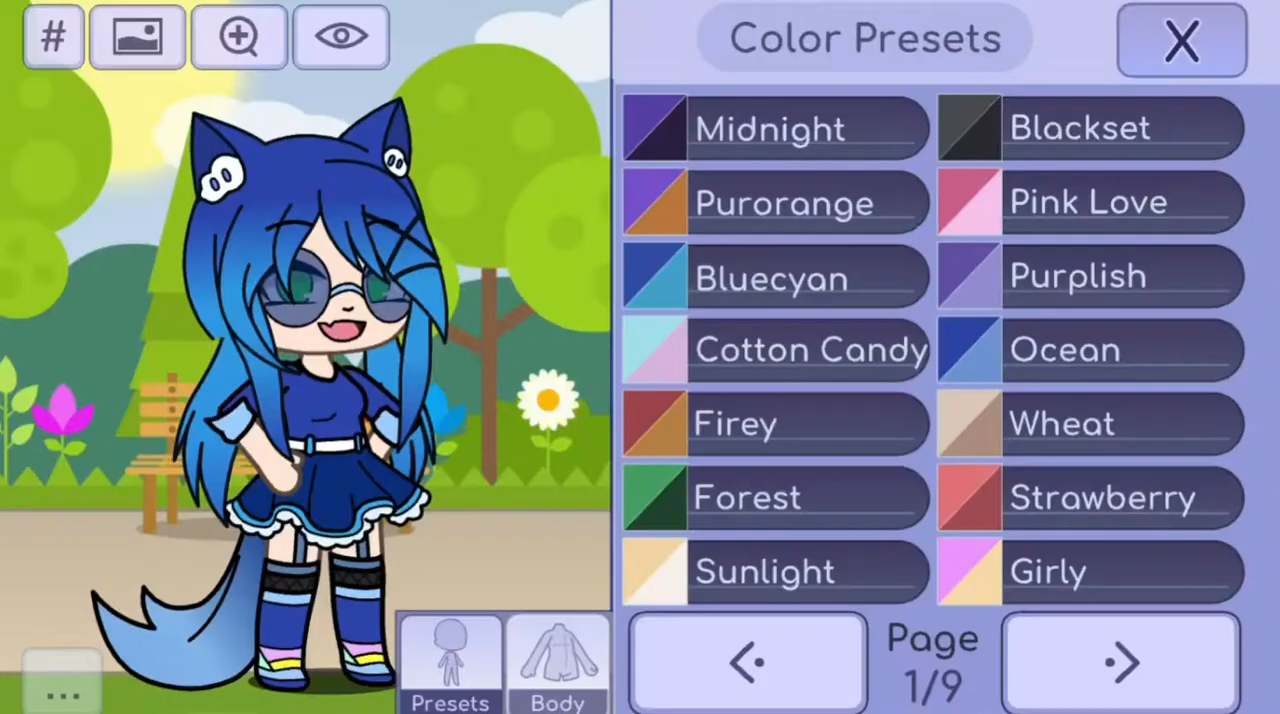 #
Color Presets
X
Midnight
Blackset
Purorange
Pink Love
Bluecyan
Purplish
Cotton Candy
Ocean
Firey
Wheat
Forest
Strawberry
Sunlight
Girly
Page
1/9
...
Presets
Body